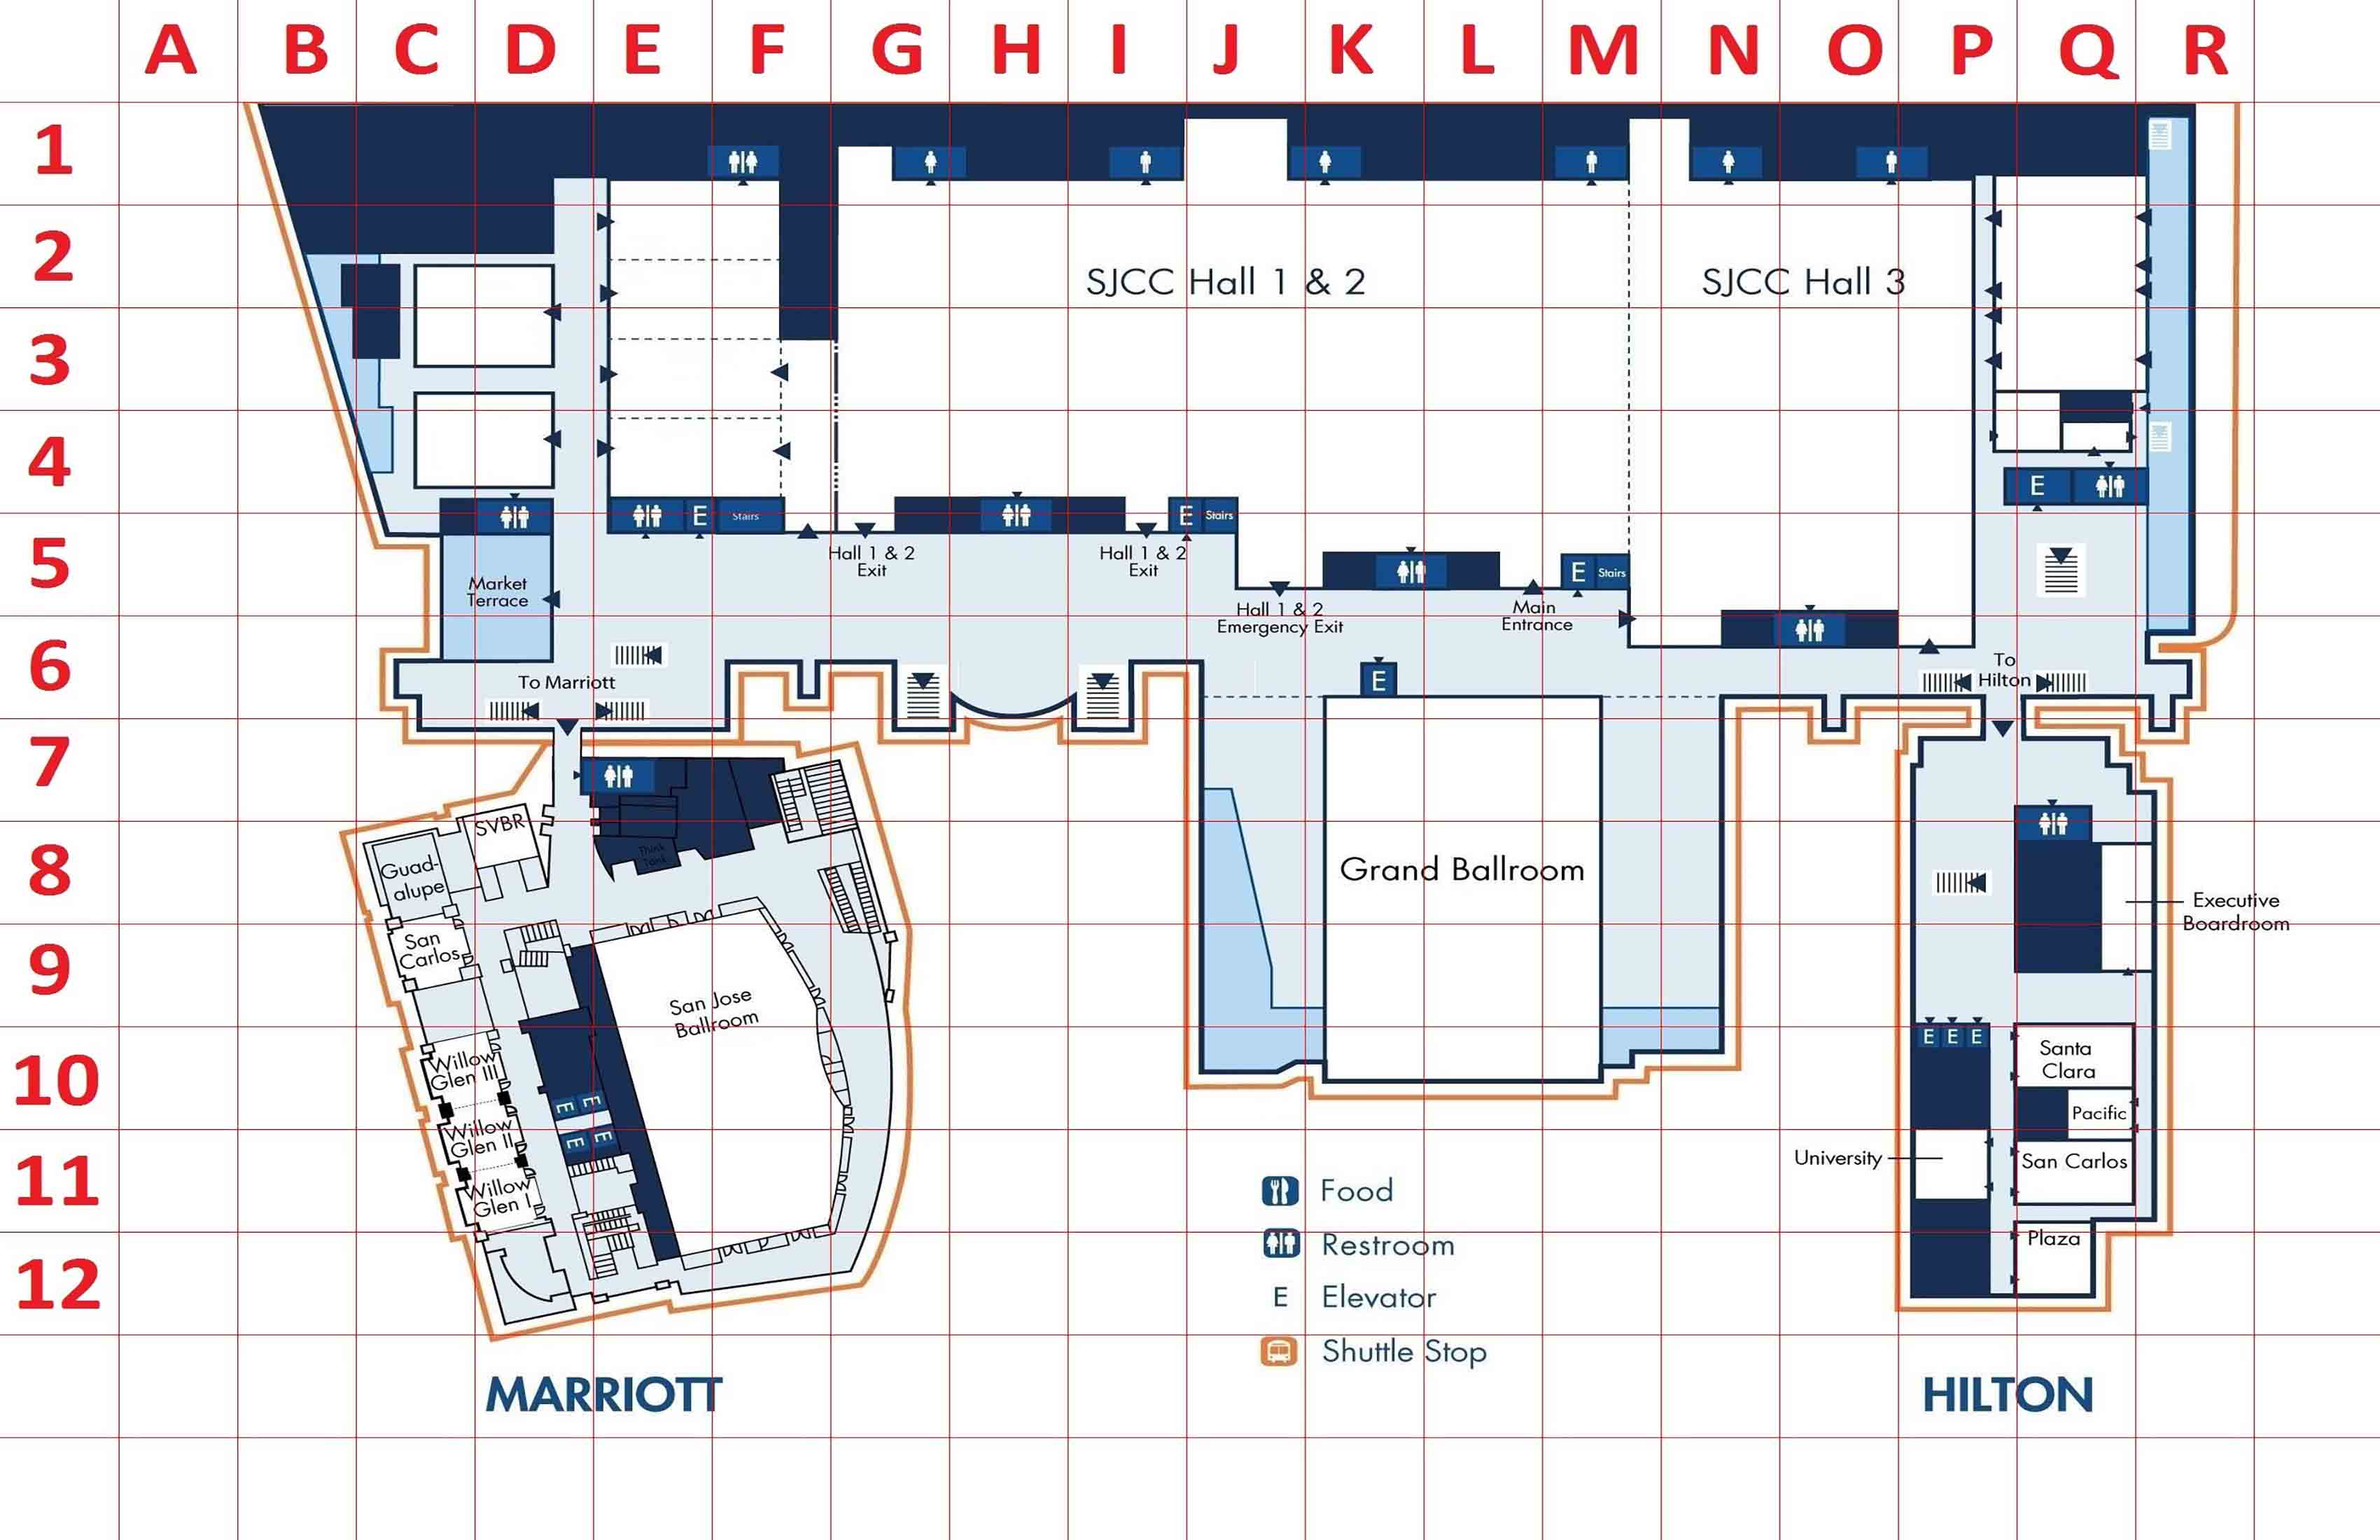 A B C D E F G H I J K L M N O P Q R
1
2
SJCC Hall 1 & 2
SJCC Hall 3
3
4
E
E
Stairs
E
Stairs
5
Hall 1 & 2
Exit
Hall 1 & 2
Exit
E
Stairs
Market
Terrace
Hall 1 & 2
Emergency Exit
Main
Entrance
6
To Marriott
E
To
Hilton
7
8
SVBR
Think
Tank
Guad-
alupe
Grand Ballroom
Executive
Boardroom
9
San
Carlos
San Jose
Ballroom
10
E E E
Santa
Clara
Willow
Glen III
E E
Pacific
Willow
Glen II
E E
11
University
San Carlos
Willow
Glen I
Food
12
Plaza
Restroom
E Elevator
Shuttle Stop
MARRIOTT
HILTON